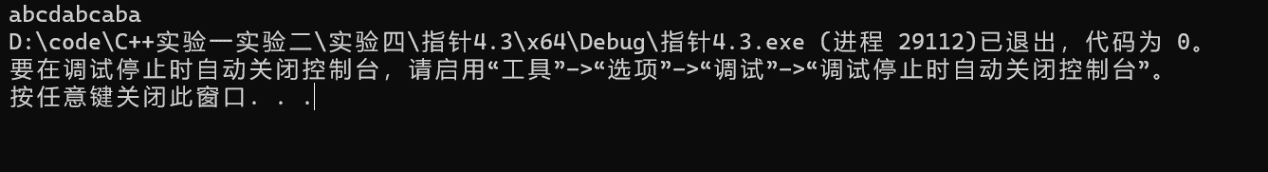 abcdabcaba
D:\code\C++实验一实验二\实验四\指针4.3\x64\Debug\指针4.3.exe (进程 29112)已退出，代码为 0。
要在调试停止时自动关闭控制台，请启用“工具”->“选项”->“调试”->“调试停止时自动关闭控制台”。
按任意键关闭此窗口. . .